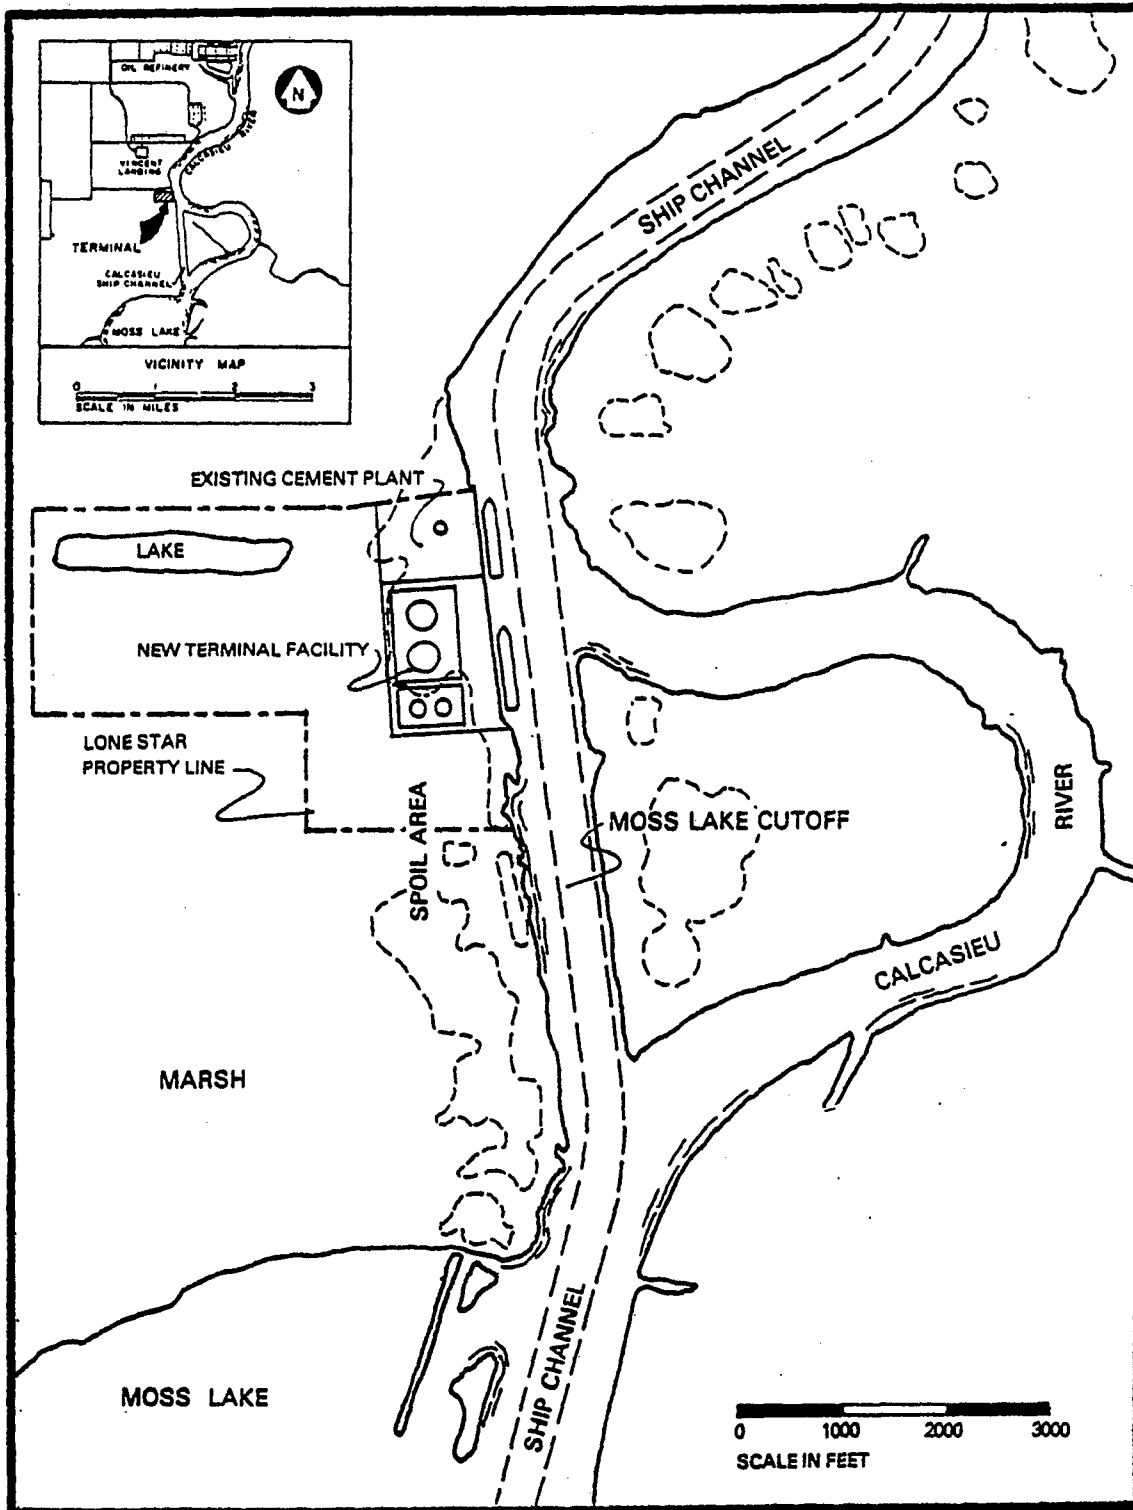 OIL REFINERY
N
CALCASIEU RIVER
VINCENT
LANDING
TERMINAL
CALCASIEU
SHIP CHANNEL
MOSS LAKE
VICINITY MAP
0 1 2 3
SCALE IN MILES
SHIP CHANNEL
EXISTING CEMENT PLANT
LAKE
NEW TERMINAL FACILITY
LONE STAR
PROPERTY LINE
SPOIL AREA
MOSS LAKE CUTOFF
RIVER
CALCASIEU
MARSH
MOSS LAKE
SHIP CHANNEL
0 1000 2000 3000
SCALE IN FEET